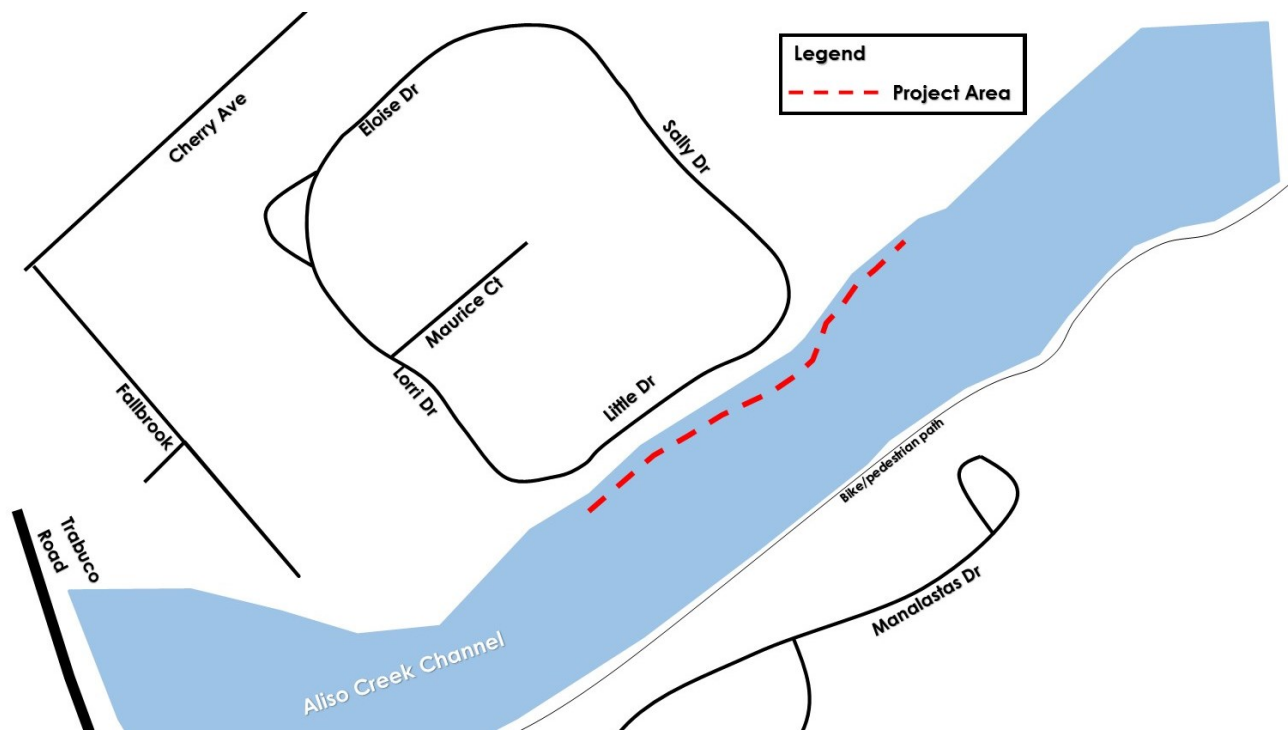 Legend
Project Area
Cherry Ave
Eloise Dr
Sally Dr
Maurice Ct
Lorri Dr
Little Dr
Fallbrook
Trabuco
Road
Bike/pedestrian path
Manalastas Dr
Aliso Creek Channel